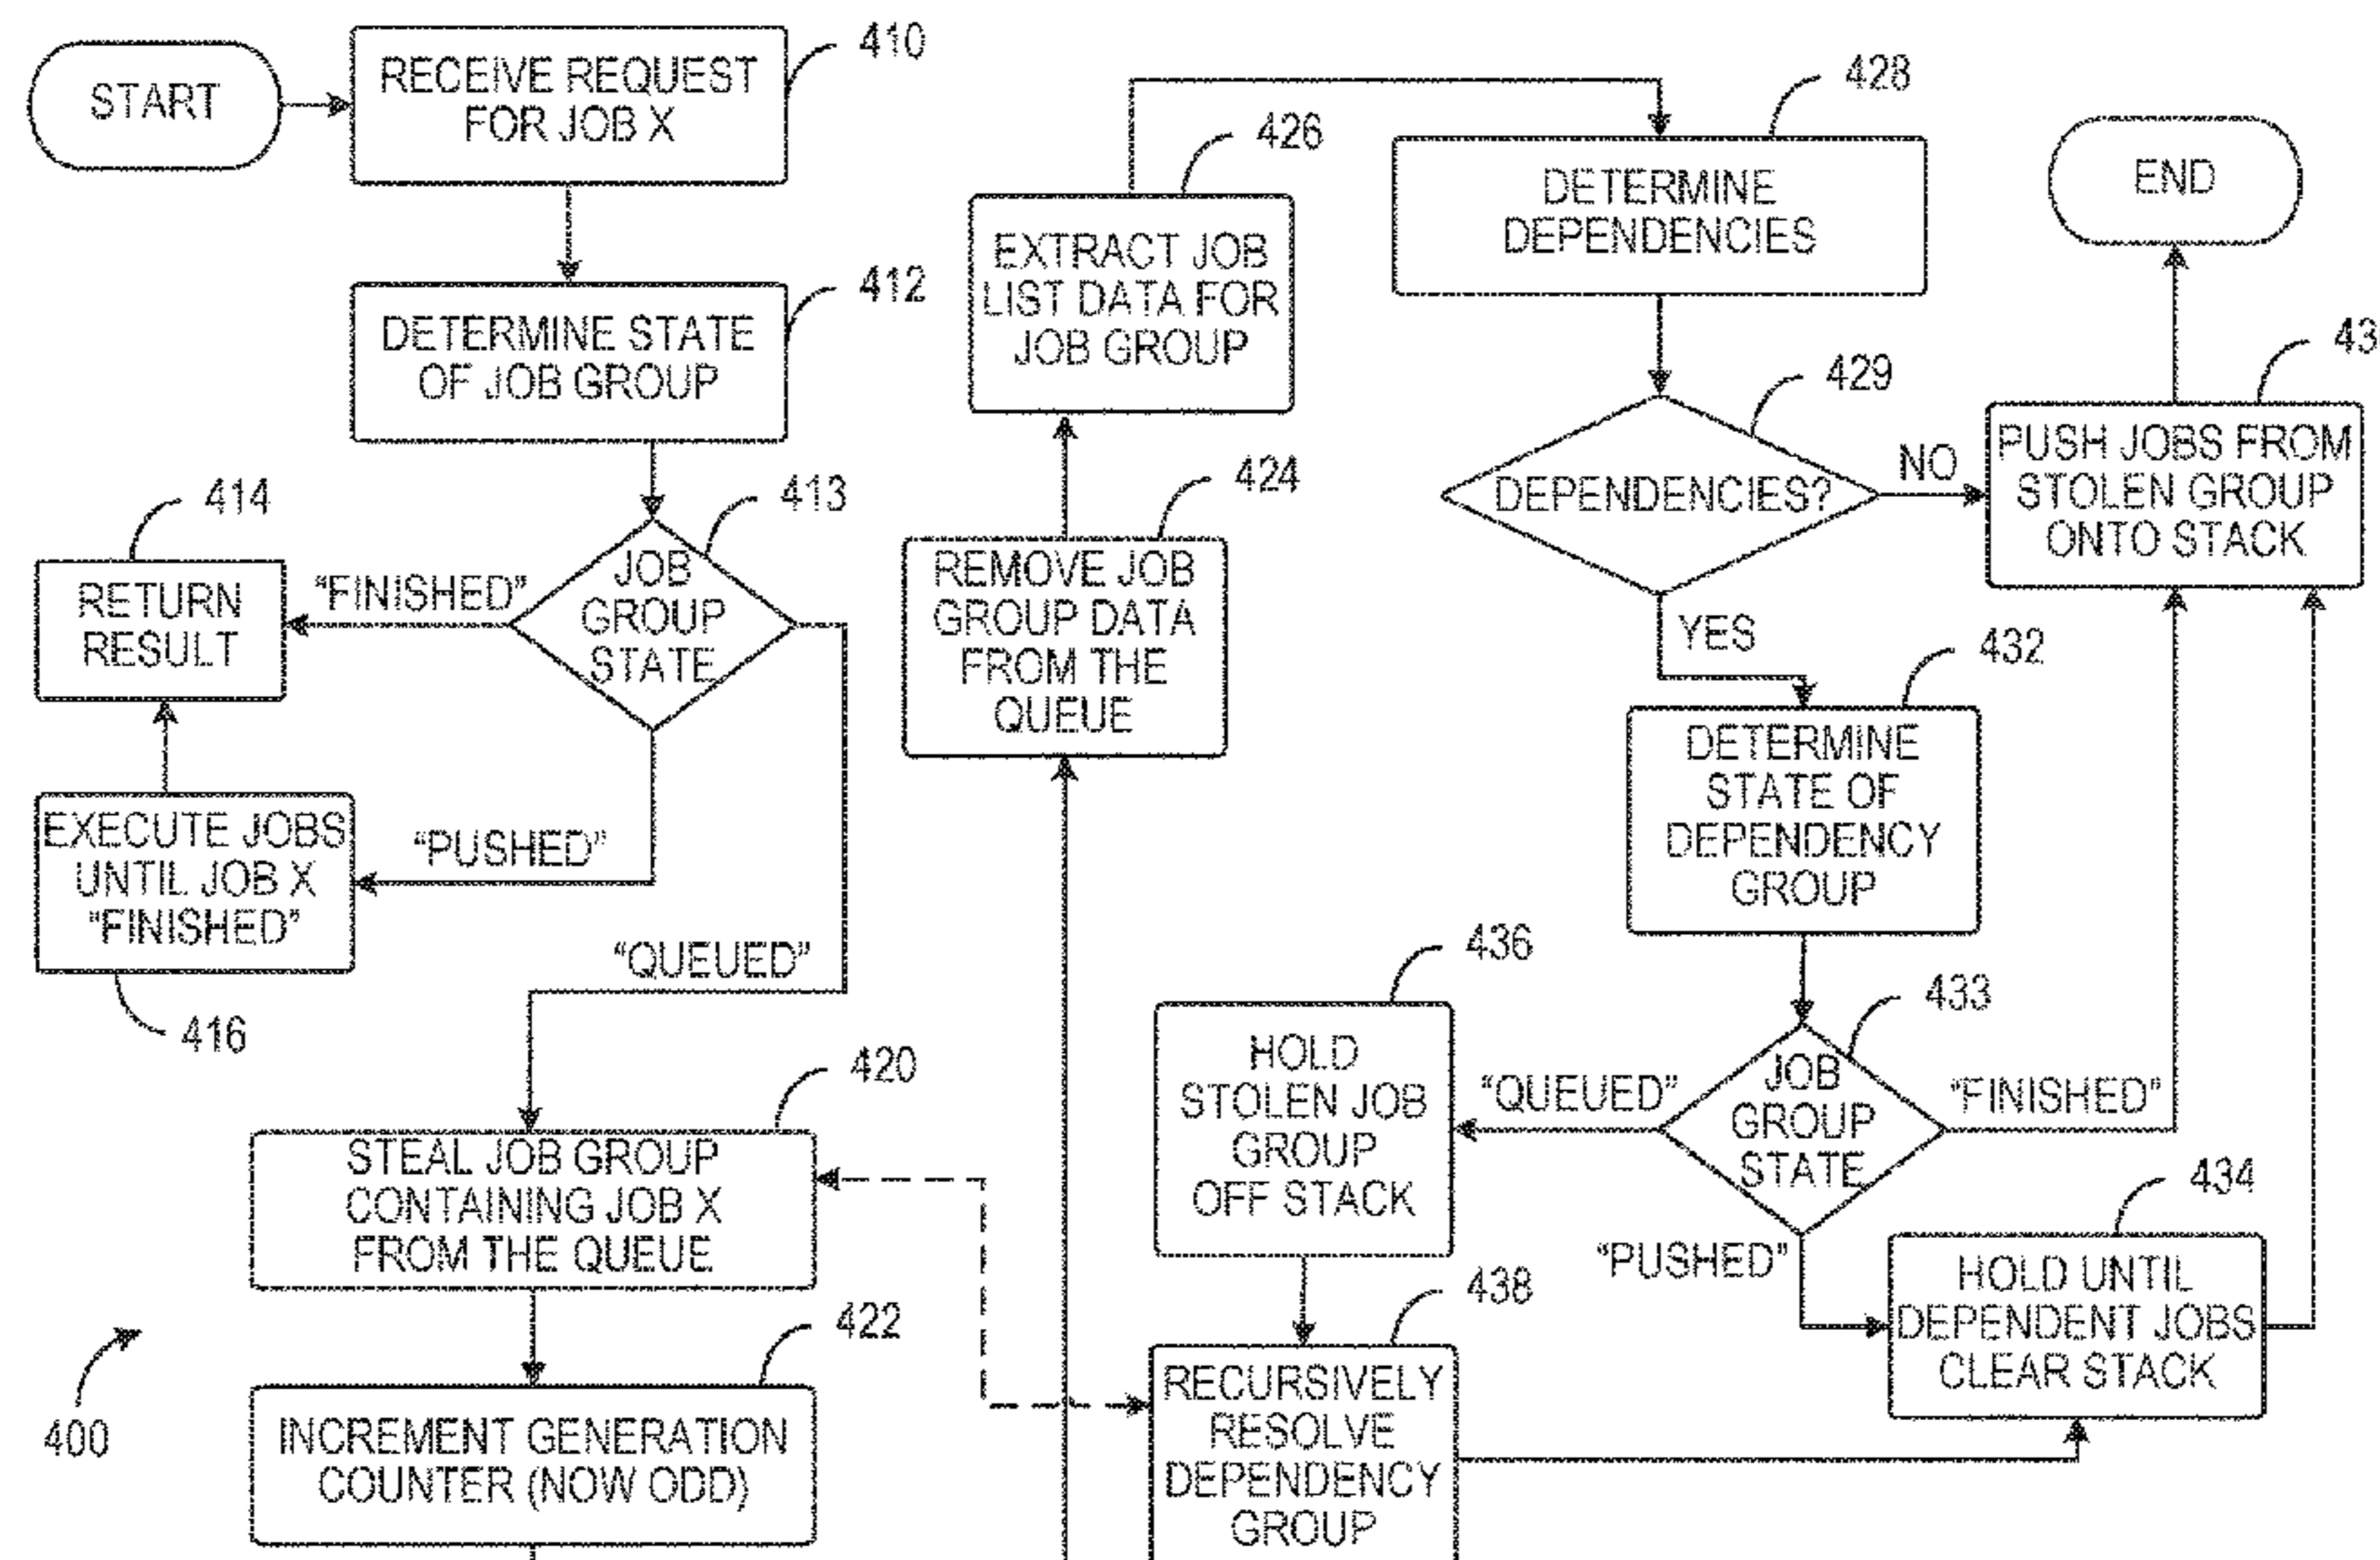 START
RECEIVE REQUEST
FOR JOB X
410
DETERMINE STATE
OF JOB GROUP
412
JOB
GROUP
STATE
413
"FINISHED"
RETURN
RESULT
414
"PUSHED"
EXECUTE JOBS
UNTIL JOB X
"FINISHED"
416
"QUEUED"
STEAL JOB GROUP
CONTAINING JOB X
FROM THE QUEUE
420
INCREMENT GENERATION
COUNTER (NOW ODD)
422
400
REMOVE JOB
GROUP DATA
FROM THE
QUEUE
424
EXTRACT JOB
LIST DATA FOR
JOB GROUP
426
DETERMINE
DEPENDENCIES
428
DEPENDENCIES?
429
NO
PUSH JOBS FROM
STOLEN GROUP
ONTO STACK
43
END
YES
DETERMINE
STATE OF
DEPENDENCY
GROUP
432
JOB
GROUP
STATE
433
"QUEUED"
"FINISHED"
"PUSHED"
HOLD
STOLEN JOB
GROUP
OFF STACK
436
HOLD UNTIL
DEPENDENT JOBS
CLEAR STACK
434
RECURSIVELY
RESOLVE
DEPENDENCY
GROUP
438